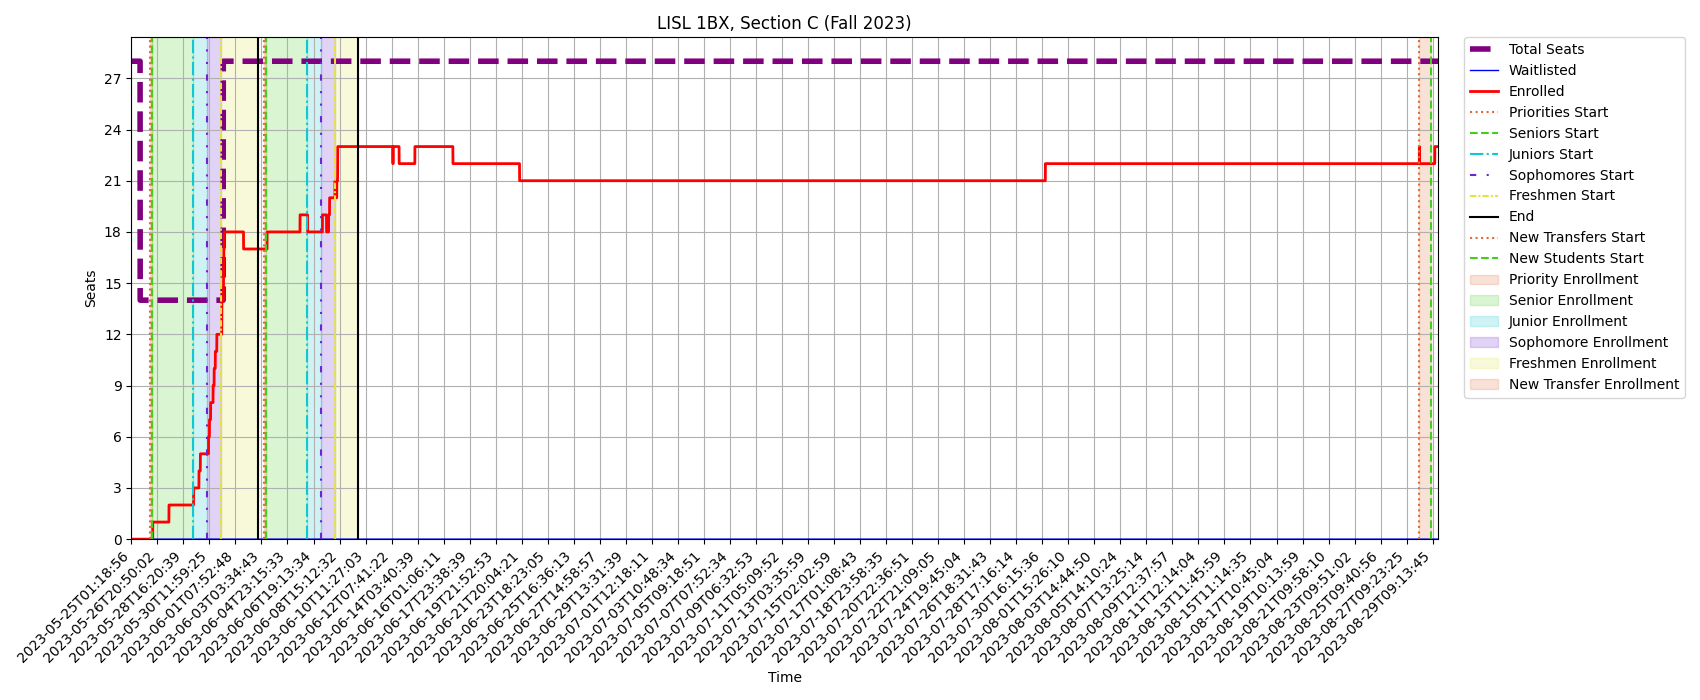 LISL 1BX, Section C (Fall 2023)
Seats
27
24
21
18
15
12
9
6
3
0
2023-05-25T01:18:56
2023-05-26T20:50:02
2023-05-28T16:20:39
2023-05-30T11:59:25
2023-06-01T07:52:48
2023-06-03T03:34:43
2023-06-04T23:15:33
2023-06-06T19:13:34
2023-06-08T15:12:32
2023-06-10T11:27:03
2023-06-12T07:41:22
2023-06-14T03:40:39
2023-06-16T01:06:11
2023-06-17T23:38:39
2023-06-19T21:52:53
2023-06-21T20:04:21
2023-06-23T18:23:05
2023-06-25T16:36:13
2023-06-27T14:58:57
2023-06-29T13:31:39
2023-07-01T12:18:11
2023-07-03T10:48:34
2023-07-05T09:18:51
2023-07-07T07:52:34
2023-07-09T06:32:53
2023-07-11T05:09:52
2023-07-13T03:35:59
2023-07-15T02:02:59
2023-07-17T01:08:43
2023-07-18T23:58:35
2023-07-20T22:36:51
2023-07-22T21:09:05
2023-07-24T19:45:04
2023-07-26T18:31:43
2023-07-28T17:16:14
2023-07-30T16:15:36
2023-08-01T15:26:10
2023-08-03T14:44:50
2023-08-05T14:10:24
2023-08-07T13:25:14
2023-08-09T12:37:57
2023-08-11T12:14:04
2023-08-13T11:45:59
2023-08-15T11:14:35
2023-08-17T10:45:04
2023-08-19T10:13:59
2023-08-21T09:58:10
2023-08-23T09:51:02
2023-08-25T09:40:56
2023-08-27T09:23:25
2023-08-29T09:13:45
Time
Total Seats
Waitlisted
Enrolled
Priorities Start
Seniors Start
Juniors Start
Sophomores Start
Freshmen Start
End
New Transfers Start
New Students Start
Priority Enrollment
Senior Enrollment
Junior Enrollment
Sophomore Enrollment
Freshmen Enrollment
New Transfer Enrollment